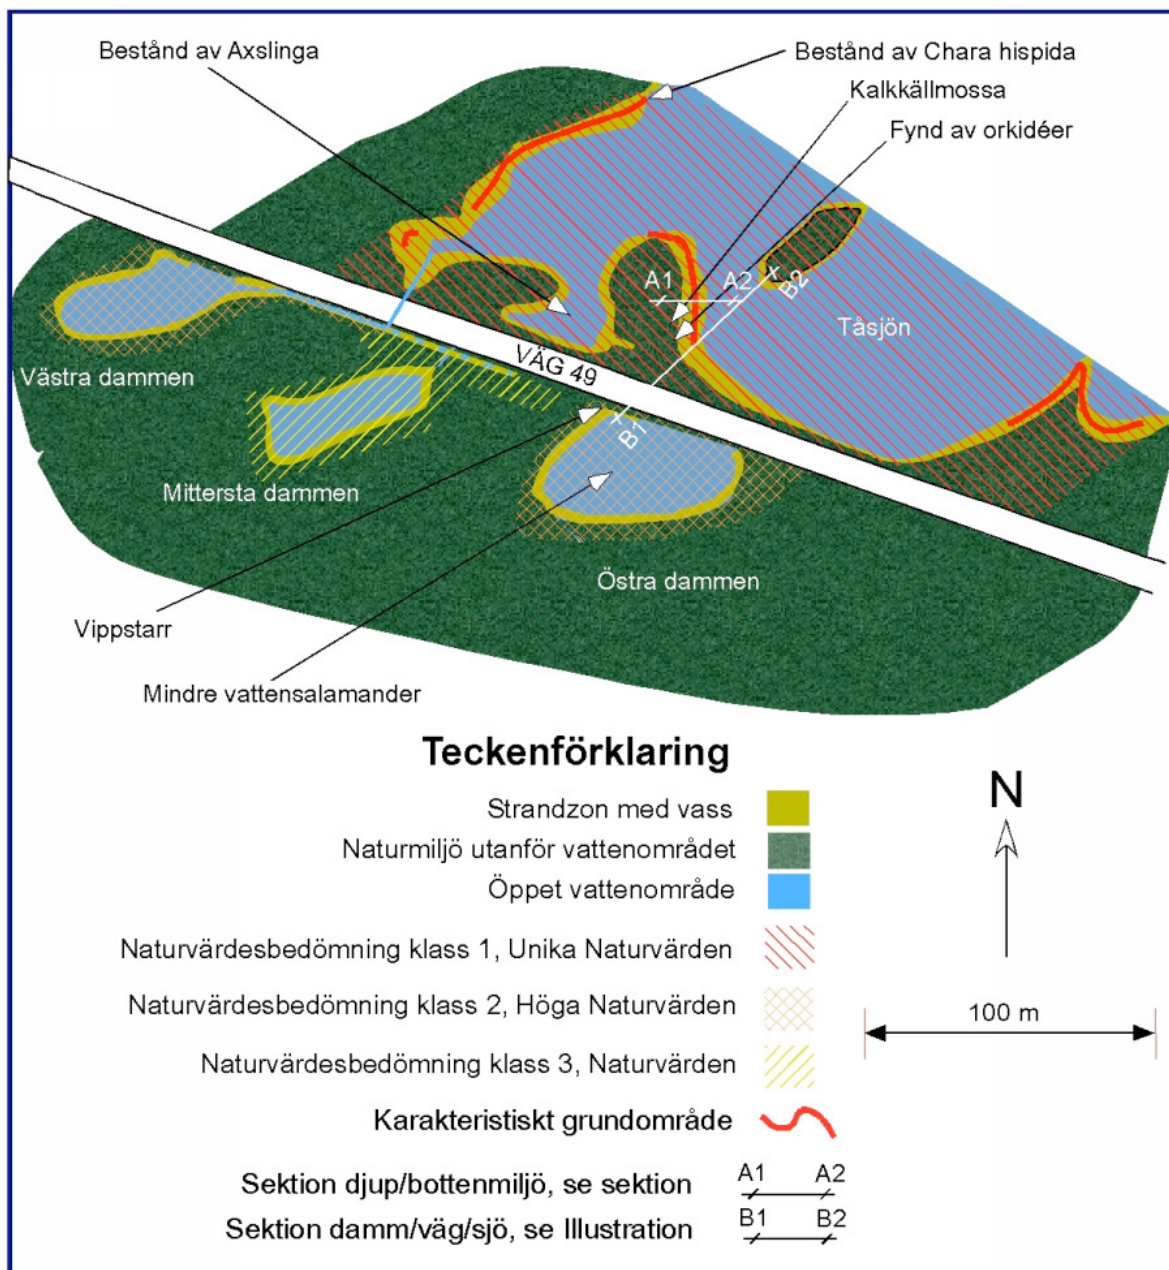 Bestånd av Axslinga
Bestånd av Chara hispida
Kalkkällmossa
Fynd av orkidéer
A1
A2
B2
Tåsjön
VÄG 49
Västra dammen
B1
Mittersta dammen
Östra dammen
Vippstarr
Mindre vattensalamander
Teckenförklaring
Strandzon med vass
Naturmiljö utanför vattenområdet
Öppet vattenområde
N
Naturvärdesbedömning klass 1, Unika Naturvärden
Naturvärdesbedömning klass 2, Höga Naturvärden
100 m
Naturvärdesbedömning klass 3, Naturvärden
Karakteristiskt grundområde
Sektion djup/bottenmiljö, se sektion
A1 A2
Sektion damm/väg/sjö, se Illustration
B1 B2